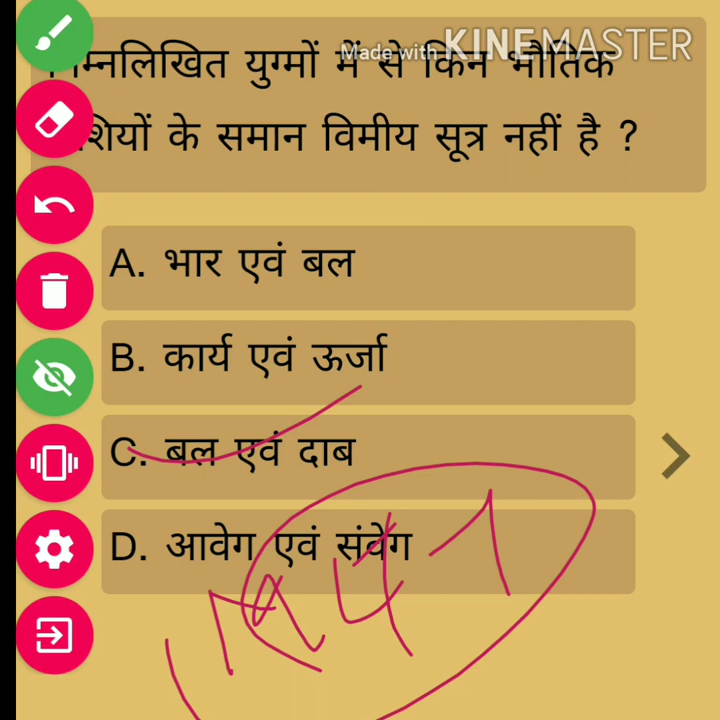 Made with KINEMASTER
निम्नलिखित युग्मों में से किन भौतिक
शियों के समान विमीय सूत्र नहीं है ?
A. भार एवं बल
B. कार्य एवं ऊर्जा
C. बल एवं दाब
D. आवेग एवं संवेग